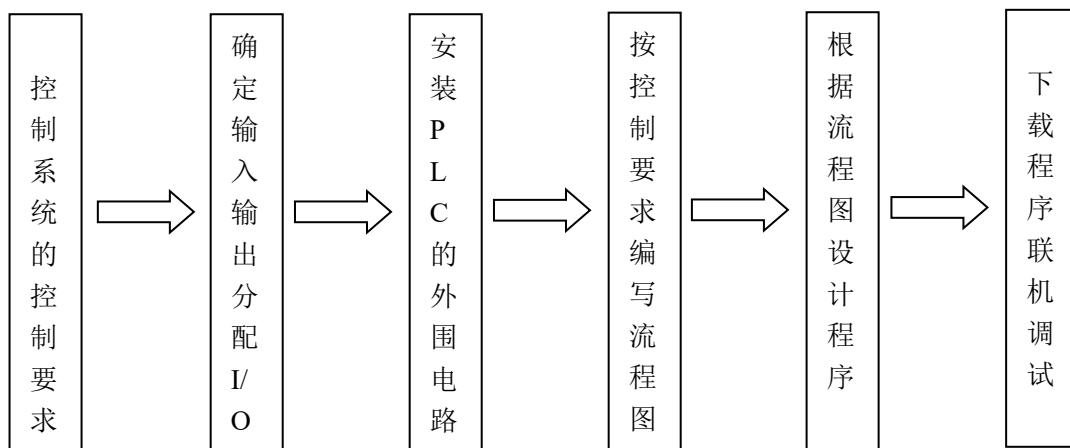 控制系统的控制要求
确定输入输出分配I/O
安装PLC的外围电路
按控制要求编写流程图
根据流程图设计程序
下载程序联机调试